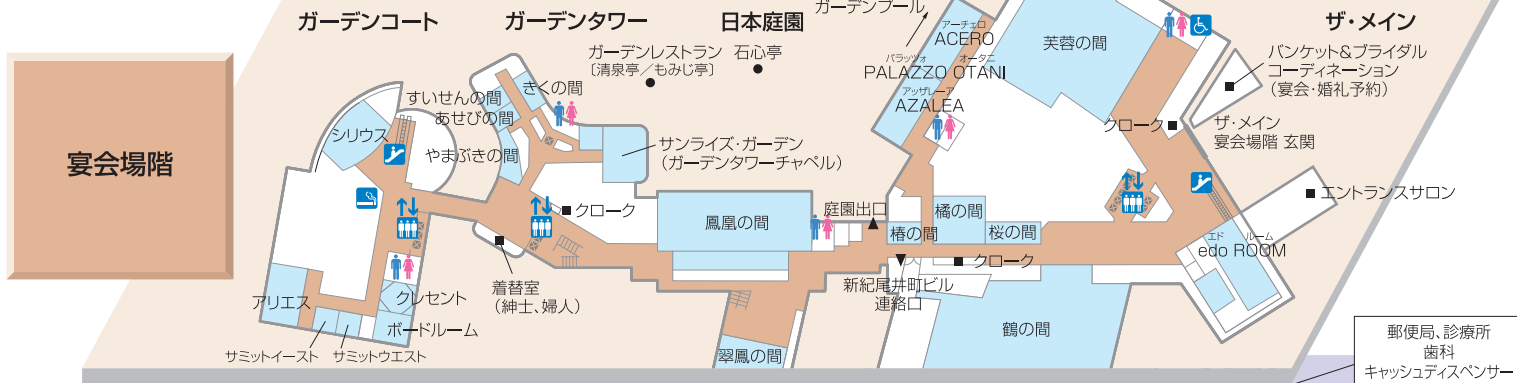 ガーデンコート
ガーデンタワー
日本庭園
ガーデンプール
ザ・メイン
宴会場階
ガーデンレストラン
〔清泉亭/もみじ亭〕
石心亭
アーチェロ
ACERO
パラッツォ オータニ
PALAZZO OTANI
アッザレーア
AZALEA
芙蓉の間
バンケット&ブライダル
コーディネーション
(宴会・婚礼予約)
シリウス
すいせんの間
あせびの間
きくの間
やまぶきの間
サンライズ・ガーデン
(ガーデンタワーチャペル)
クローク
ザ・メイン
宴会場階 玄関
エントランスサロン
クローク
鳳凰の間
庭園出口
椿の間
橘の間
桜の間
エド ルーム
edo ROOM
クローク
着替室
(紳士、婦人)
新紀尾井町ビル
連絡口
アリエス
クレセント
ボードルーム
サミットイースト
サミットウエスト
翠鳳の間
鶴の間
郵便局、診療所
歯科
キャッシュディスペンサー